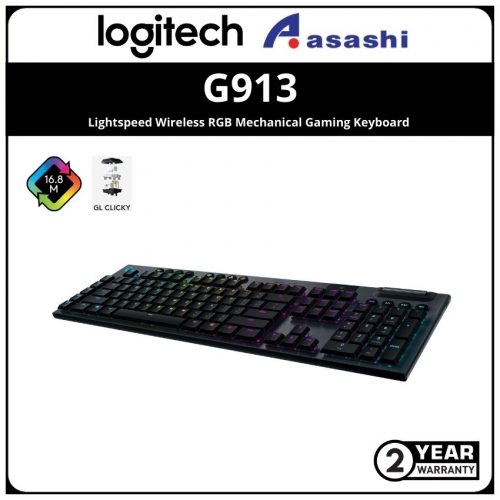 logitech asashi
G913
Lightspeed Wireless RGB Mechanical Gaming Keyboard
16.8
M
GL CLICKY
2 YEAR
WARRANTY